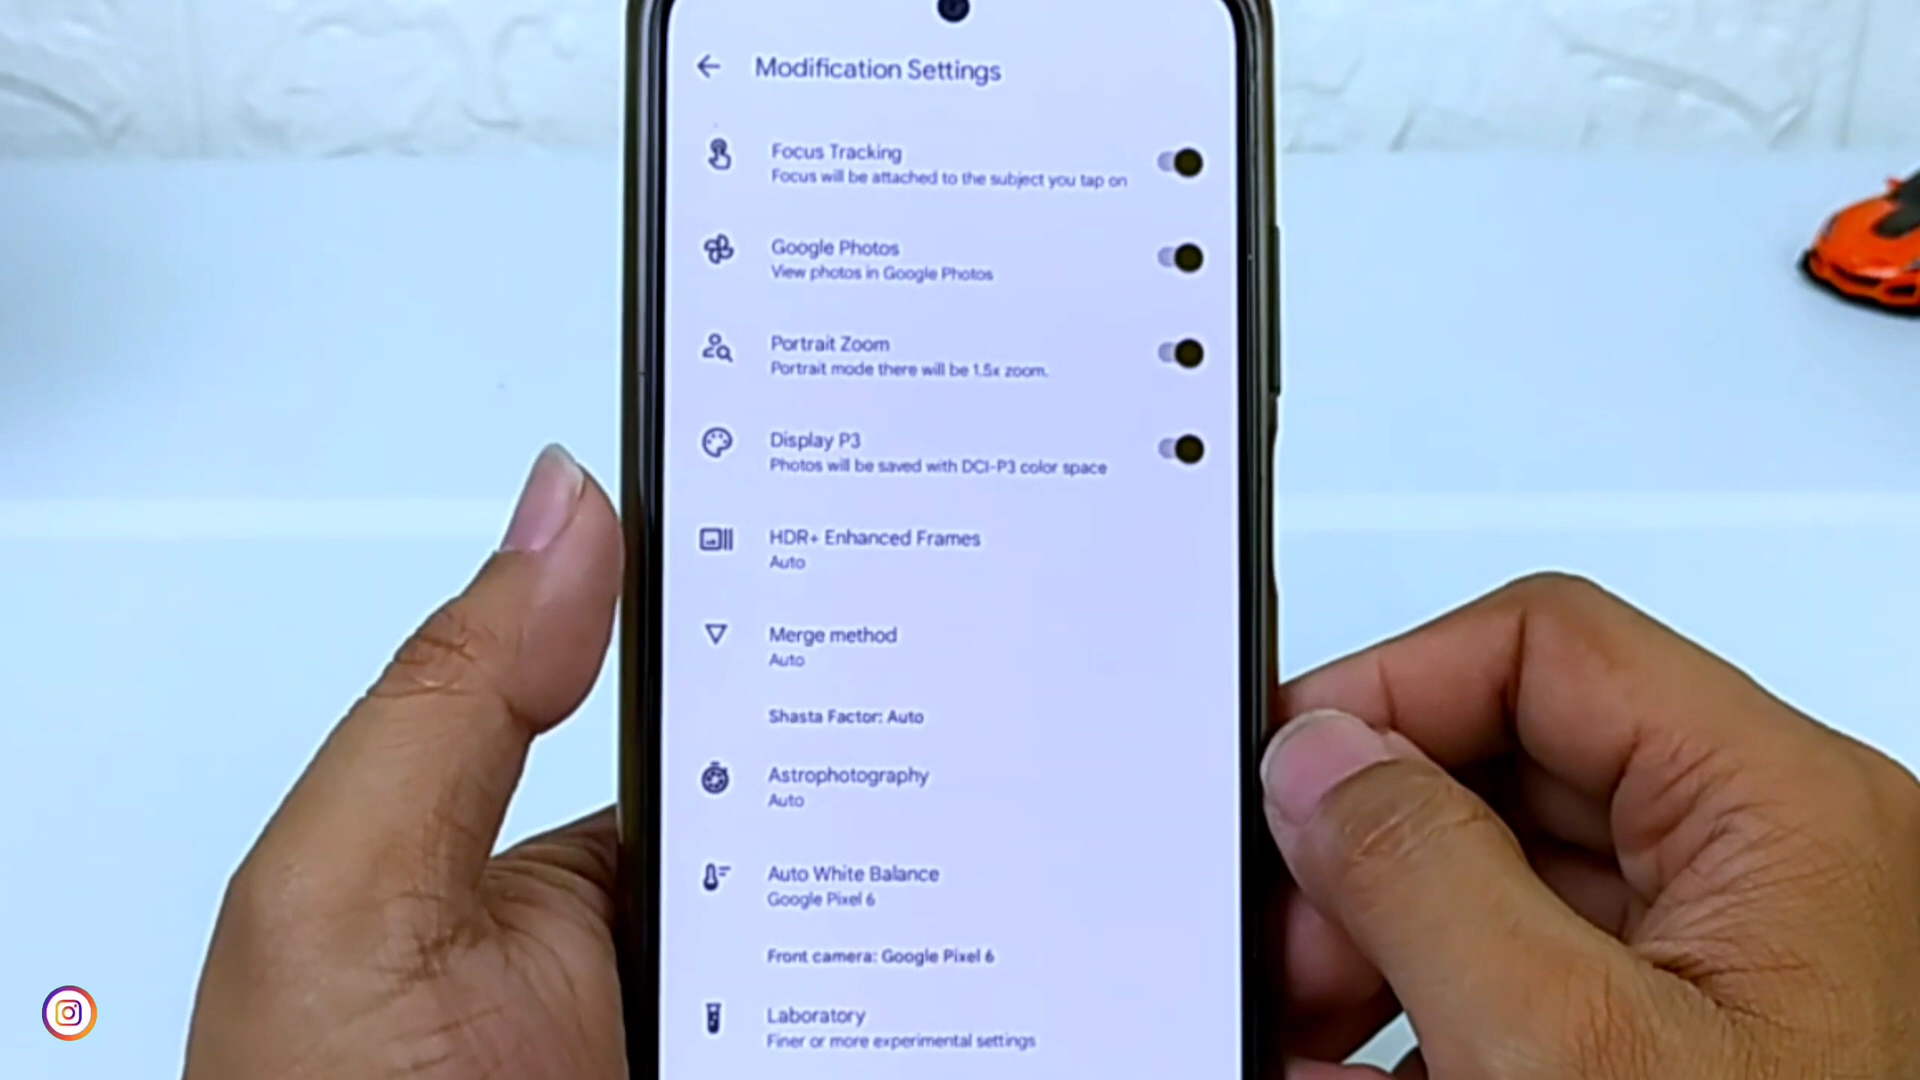 Modification Settings
Focus Tracking
Focus will be attached to the subject you tap on
Google Photos
View photos in Google Photos
Portrait Zoom
Portrait mode there will be 1.5x zoom.
Display P3
Photos will be saved with DCI-P3 color space
HDR+ Enhanced Frames
Auto
Merge method
Auto
Shasta Factor: Auto
Astrophotography
Auto
Auto White Balance
Google Pixel 6
Front camera: Google Pixel 6
Laboratory
Finer or more experimental settings